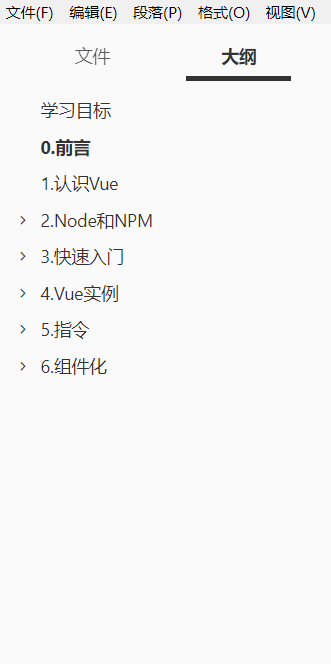 文件(F) 编辑(E) 段落(P) 格式(O) 视图(V)
文件 大纲
学习目标
0.前言
1.认识Vue
2.Node和NPM
3.快速入门
4.Vue实例
5.指令
6.组件化